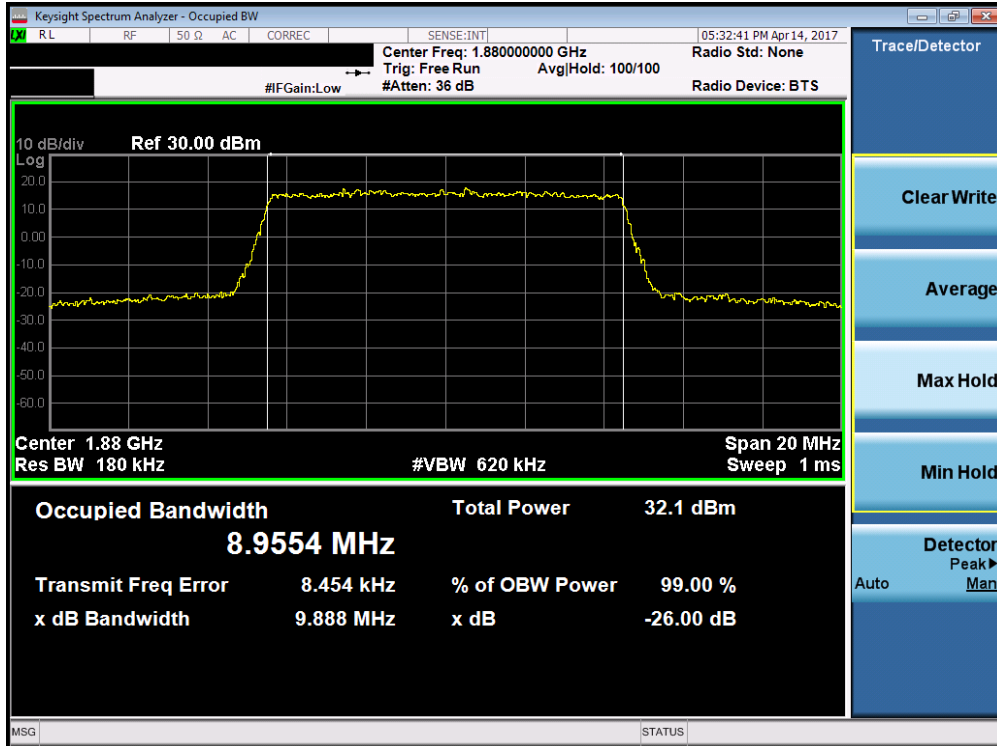 Keysight Spectrum Analyzer - Occupied BW
LXI RL RF 50 Ω AC CORREC SENSE:INT 05:32:41 PM Apr 14, 2017
Center Freq: 1.880000000 GHz Radio Std: None
Trig: Free Run Avg|Hold: 100/100
#IFGain:Low #Atten: 36 dB Radio Device: BTS
10 dB/div Ref 30.00 dBm
Log
20.0
10.0
0.00
-10.0
-20.0
-30.0
-40.0
-50.0
-60.0
Center 1.88 GHz Span 20 MHz
Res BW 180 kHz #VBW 620 kHz Sweep 1 ms
Occupied Bandwidth Total Power 32.1 dBm
8.9554 MHz
Transmit Freq Error 8.454 kHz % of OBW Power 99.00 %
x dB Bandwidth 9.888 MHz x dB -26.00 dB
MSG STATUS
Trace/Detector
Clear Write
Average
Max Hold
Min Hold
Detector
Peak▶
Auto Man